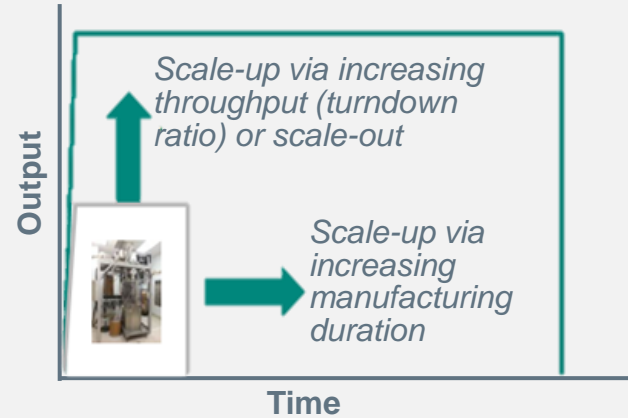 Scale-up via increasing
throughput (turndown
ratio) or scale-out
Output
Scale-up via
increasing
manufacturing
duration
Time